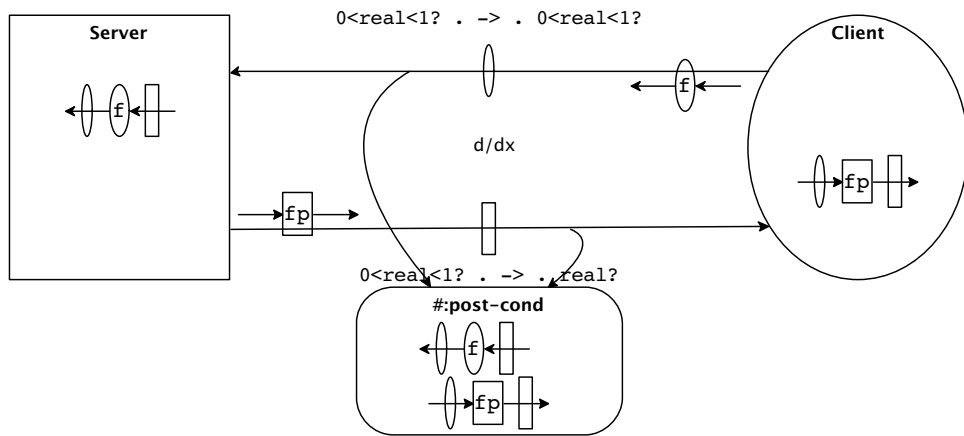 0<real<1? . -> . 0<real<1?
Server
Client
f
f
d/dx
fp
fp
0<real<1? . -> . real?
#:post-cond
f
fp